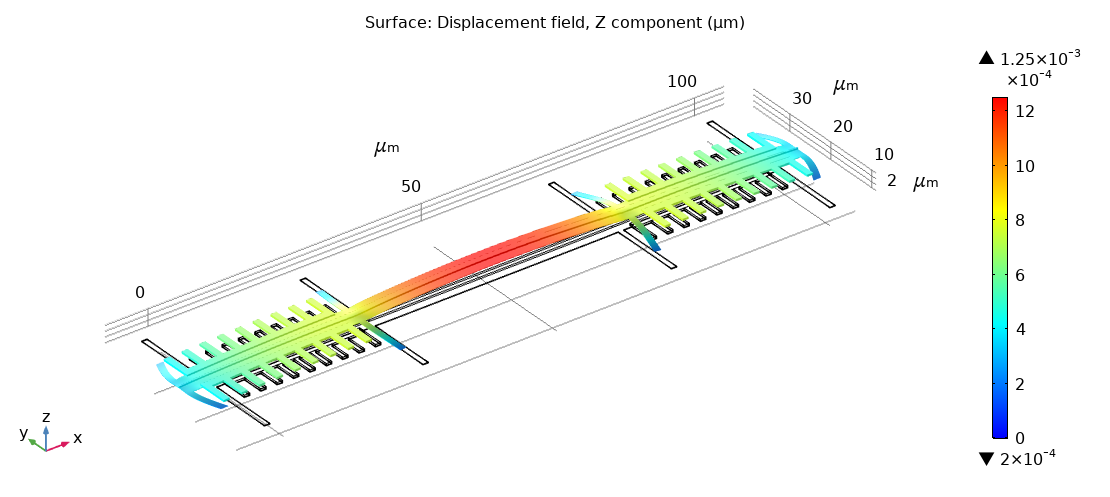 Surface: Displacement field, Z component (μm)
▲ 1.25×10⁻³
×10⁻⁴
100
μm
30
20
12
μm
10
2
μm
10
50
8
6
0
4
2
0
z
y
x
▼ 2×10⁻⁴